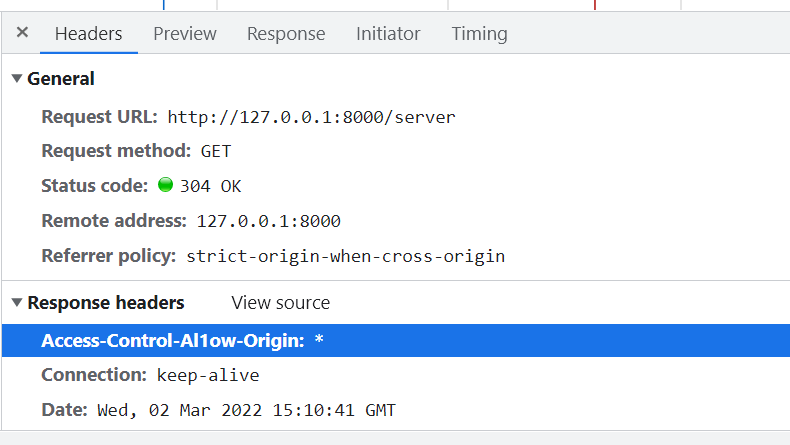 ✕ Headers Preview Response Initiator Timing
▼ General
Request URL: http://127.0.0.1:8000/server
Request method: GET
Status code: 304 OK
Remote address: 127.0.0.1:8000
Referrer policy: strict-origin-when-cross-origin
▼ Response headers View source
Access-Control-Al1ow-Origin: *
Connection: keep-alive
Date: Wed, 02 Mar 2022 15:10:41 GMT